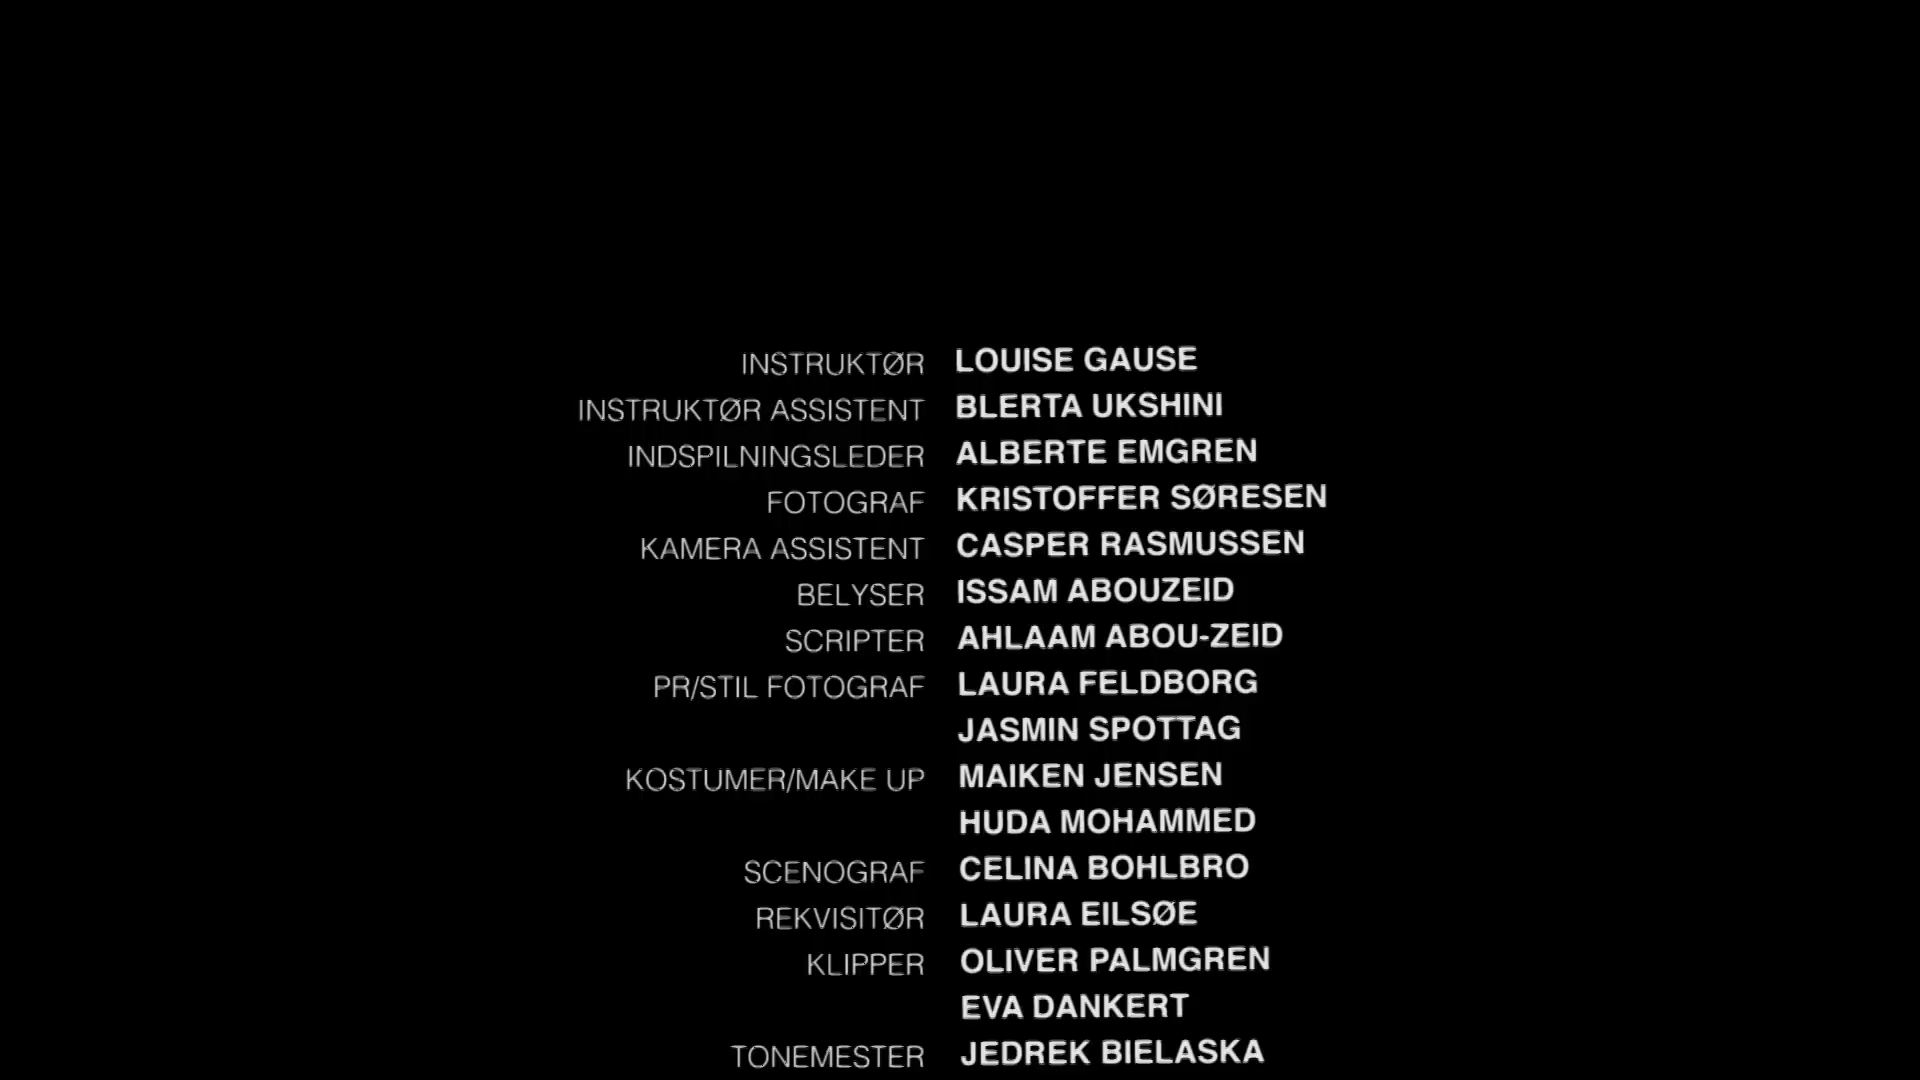 INSTRUKTØR LOUISE GAUSE
INSTRUKTØR ASSISTENT BLERTA UKSHINI
INDSPILNINGSLEDER ALBERTE EMGREN
FOTOGRAF KRISTOFFER SØRESEN
KAMERA ASSISTENT CASPER RASMUSSEN
BELYSER ISSAM ABOUZEID
SCRIPTER AHLAAM ABOU-ZEID
PR/STIL FOTOGRAF LAURA FELDBORG
JASMIN SPOTTAG
KOSTUMER/MAKE UP MAIKEN JENSEN
HUDA MOHAMMED
SCENOGRAF CELINA BOHLBRO
REKVISITØR LAURA EILSØE
KLIPPER OLIVER PALMGREN
EVA DANKERT
TONEMESTER JEDREK BIELASKA